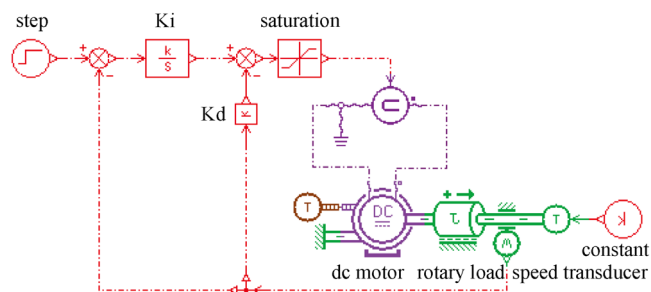 step
Ki
saturation
k
s
Kd
K
T
DC
τ
T
K
ω
constant
dc motor
rotary load
speed transducer